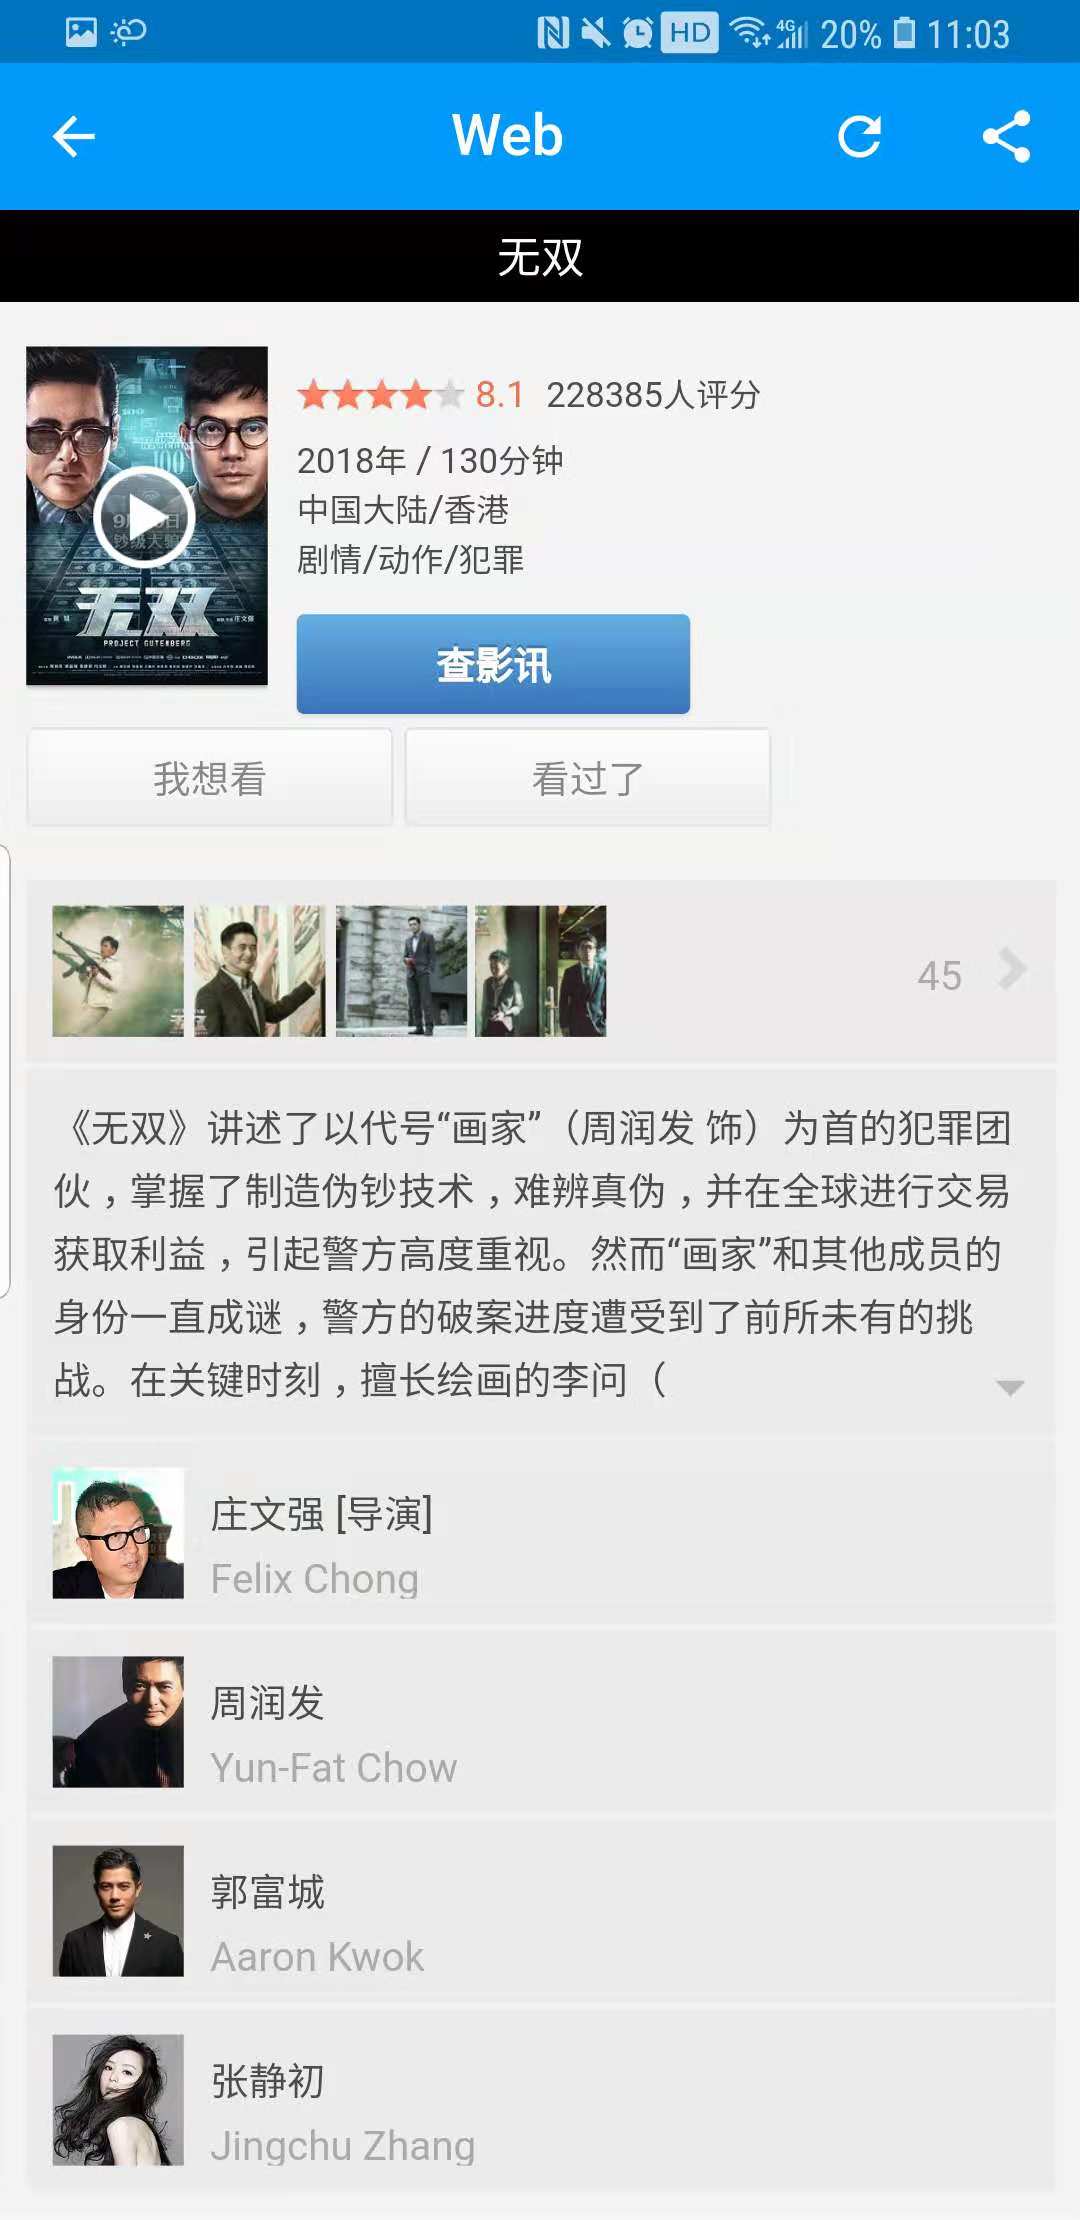 HD 4G 20% 11:03
Web
无双
8.1 228385人评分
2018年 / 130分钟
中国大陆/香港
剧情/动作/犯罪
无双
PROJECT GUTENBERG
查影讯
我想看
看过了
45
《无双》讲述了以代号“画家”（周润发 饰）为首的犯罪团
伙，掌握了制造伪钞技术，难辨真伪，并在全球进行交易
获取利益，引起警方高度重视。然而“画家”和其他成员的
身份一直成谜，警方的破案进度遭受到了前所未有的挑
战。在关键时刻，擅长绘画的李问（
庄文强 [导演]
Felix Chong
周润发
Yun-Fat Chow
郭富城
Aaron Kwok
张静初
Jingchu Zhang